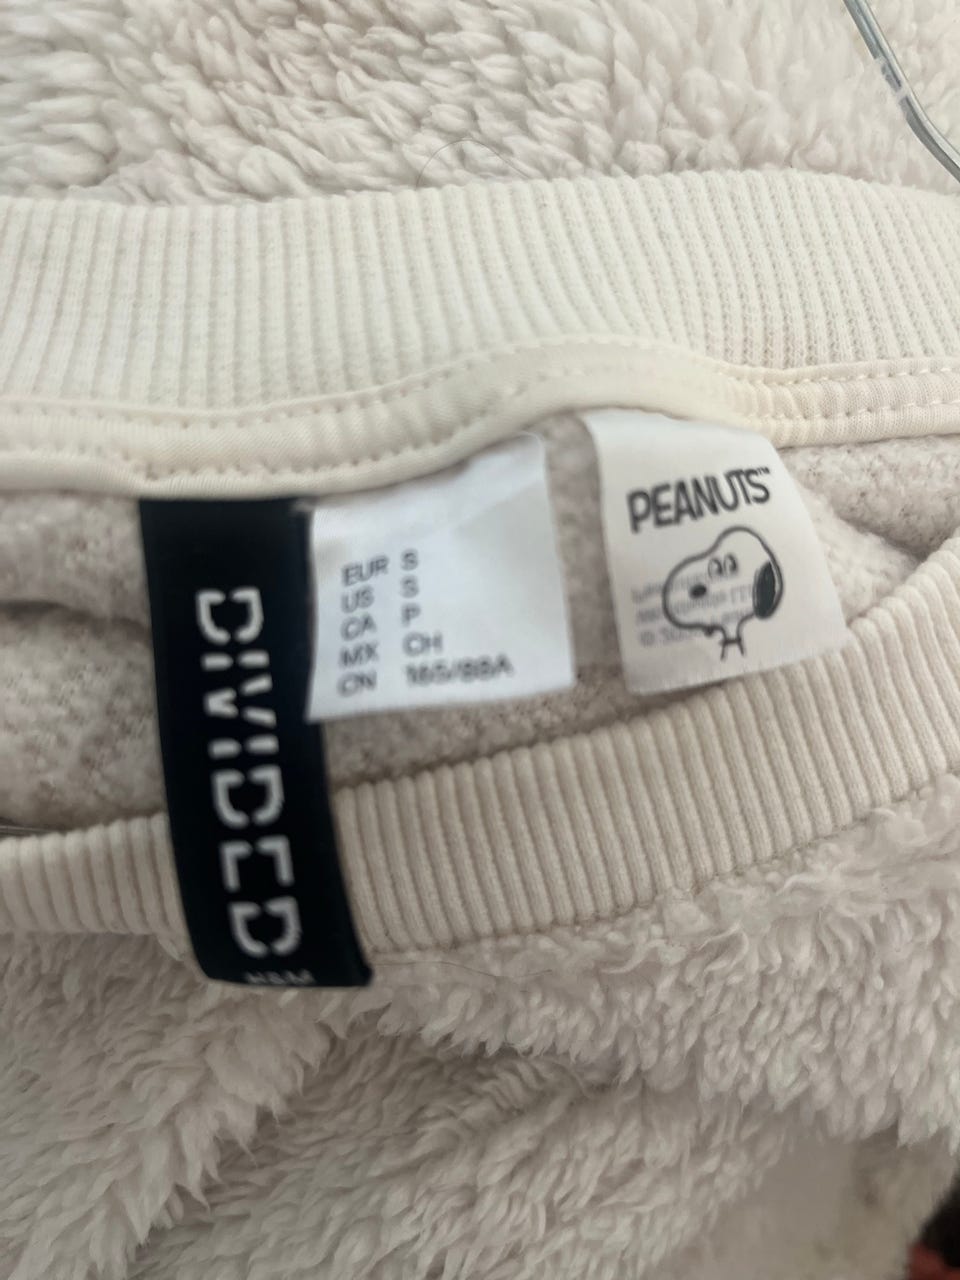 DIVIDED
H&M
EUR S
US S
CA P
MX CH
CN 165/88A
PEANUTS™